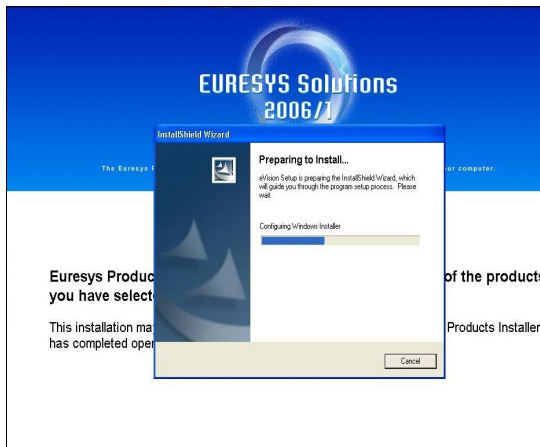 EURESYS Solutions
2006/1
InstallShield Wizard
The Euresys
our computer.
Preparing to Install...
eVision Setup is preparing the InstallShield Wizard, which
will guide you through the program setup process. Please
wait.
Configuring Windows Installer
Euresys Produc
of the products
you have select
This installation ma
Products Installer
has completed oper
Cancel